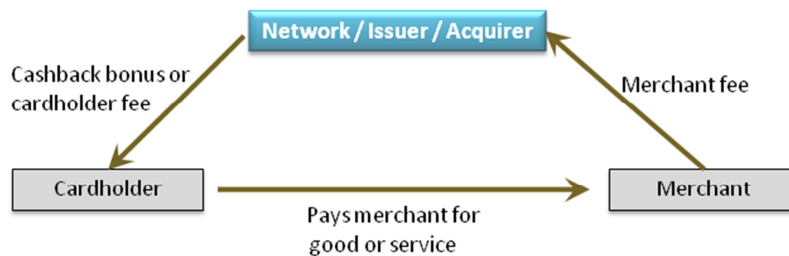 Network / Issuer / Acquirer
Cashback bonus or
cardholder fee
Merchant fee
Cardholder
Merchant
Pays merchant for
good or service